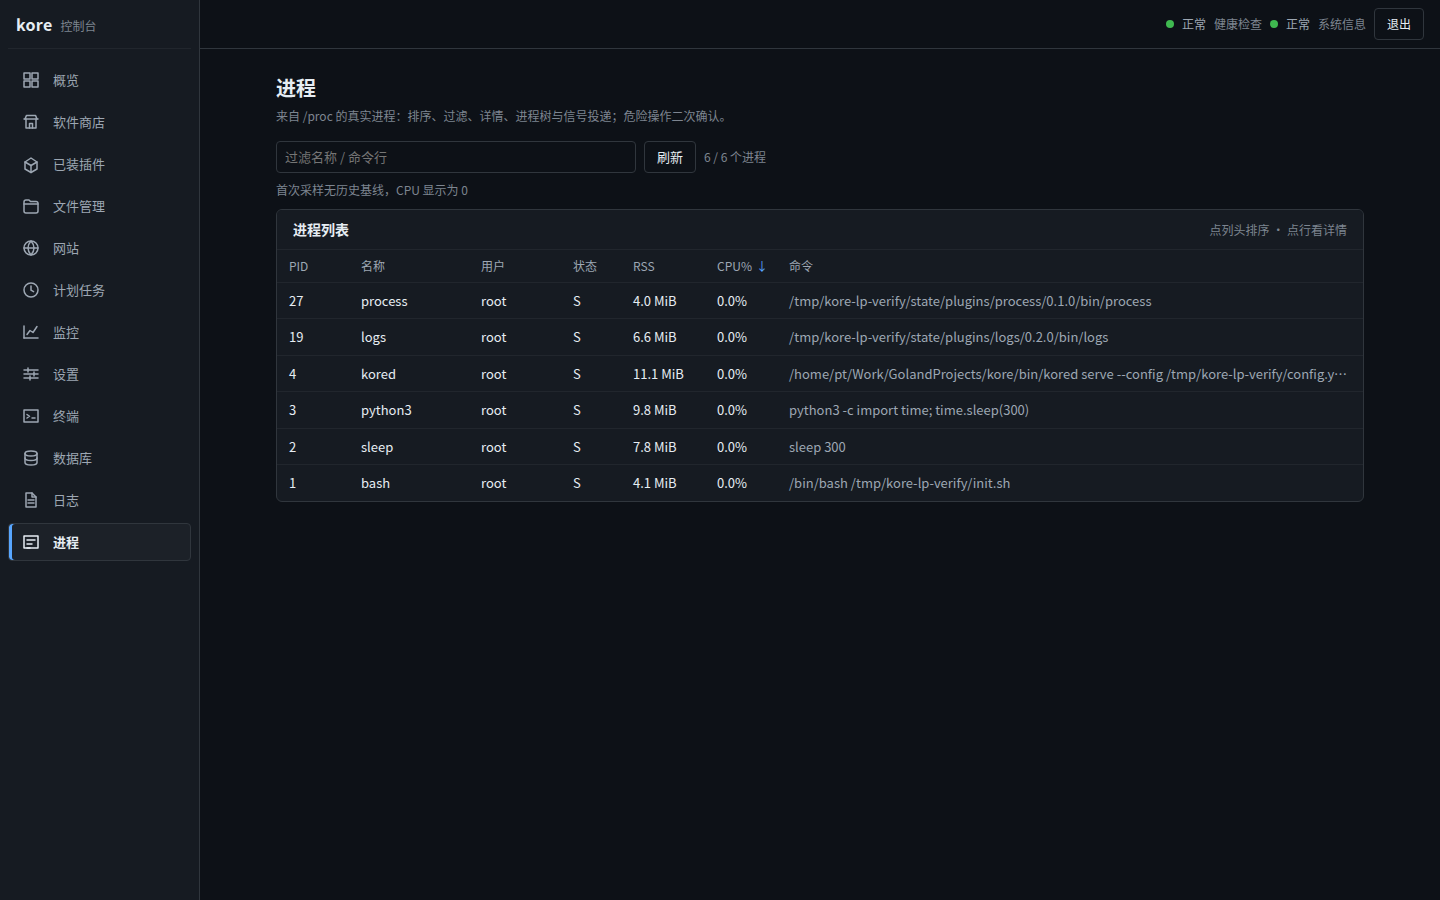 kore 控制台
正常 健康检查 正常 系统信息 退出
概览
软件商店
已装插件
文件管理
网站
计划任务
监控
设置
终端
数据库
日志
进程
进程
来自 /proc 的真实进程：排序、过滤、详情、进程树与信号投递；危险操作二次确认。
过滤名称 / 命令行 刷新 6 / 6 个进程
首次采样无历史基线，CPU 显示为 0
进程列表 点列头排序 · 点行看详情
PID 名称 用户 状态 RSS CPU% ↓ 命令
27 process root S 4.0 MiB 0.0% /tmp/kore-lp-verify/state/plugins/process/0.1.0/bin/process
19 logs root S 6.6 MiB 0.0% /tmp/kore-lp-verify/state/plugins/logs/0.2.0/bin/logs
4 kored root S 11.1 MiB 0.0% /home/pt/Work/GolandProjects/kore/bin/kored serve --config /tmp/kore-lp-verify/config.y…
3 python3 root S 9.8 MiB 0.0% python3 -c import time; time.sleep(300)
2 sleep root S 7.8 MiB 0.0% sleep 300
1 bash root S 4.1 MiB 0.0% /bin/bash /tmp/kore-lp-verify/init.sh